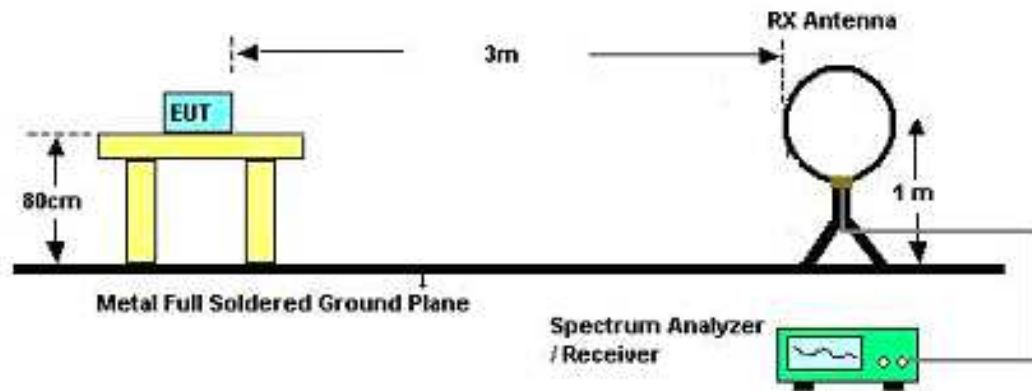 RX Antenna
3m
EUT
80cm
1 m
Metal Full Soldered Ground Plane
Spectrum Analyzer
/ Receiver